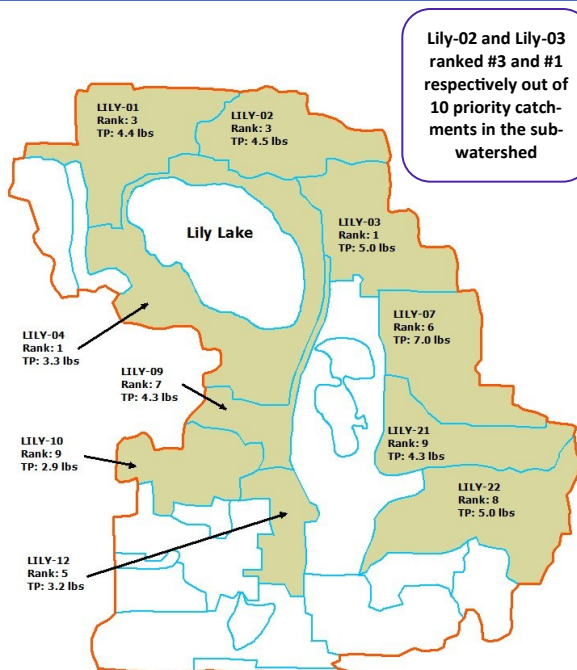 Lily-02 and Lily-03
ranked #3 and #1
respectively out of
10 priority catch-
ments in the sub-
watershed
LILY-01
Rank: 3
TP: 4.4 lbs
LILY-02
Rank: 3
TP: 4.5 lbs
Lily Lake
LILY-03
Rank: 1
TP: 5.0 lbs
LILY-07
Rank: 6
TP: 7.0 lbs
LILY-04
Rank: 1
TP: 3.3 lbs
LILY-09
Rank: 7
TP: 4.3 lbs
LILY-21
Rank: 9
TP: 4.3 lbs
LILY-10
Rank: 9
TP: 2.9 lbs
LILY-22
Rank: 8
TP: 5.0 lbs
LILY-12
Rank: 5
TP: 3.2 lbs